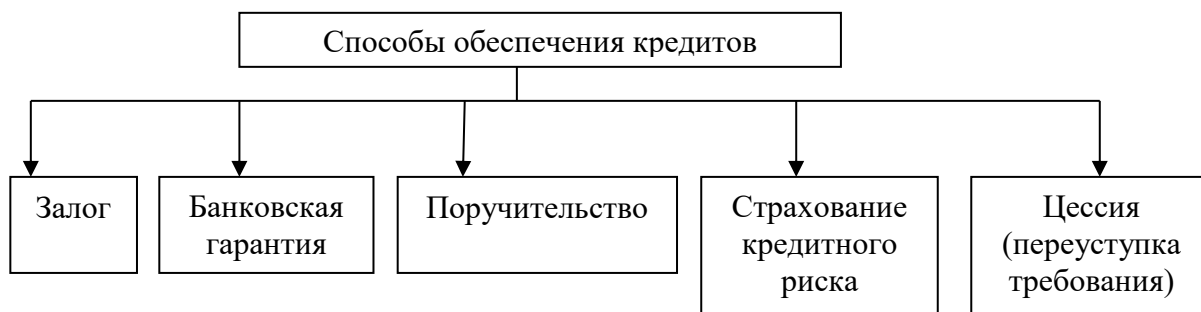 Способы обеспечения кредитов
Залог
Банковская
гарантия
Поручительство
Страхование
кредитного
риска
Цессия
(переуступка
требования)